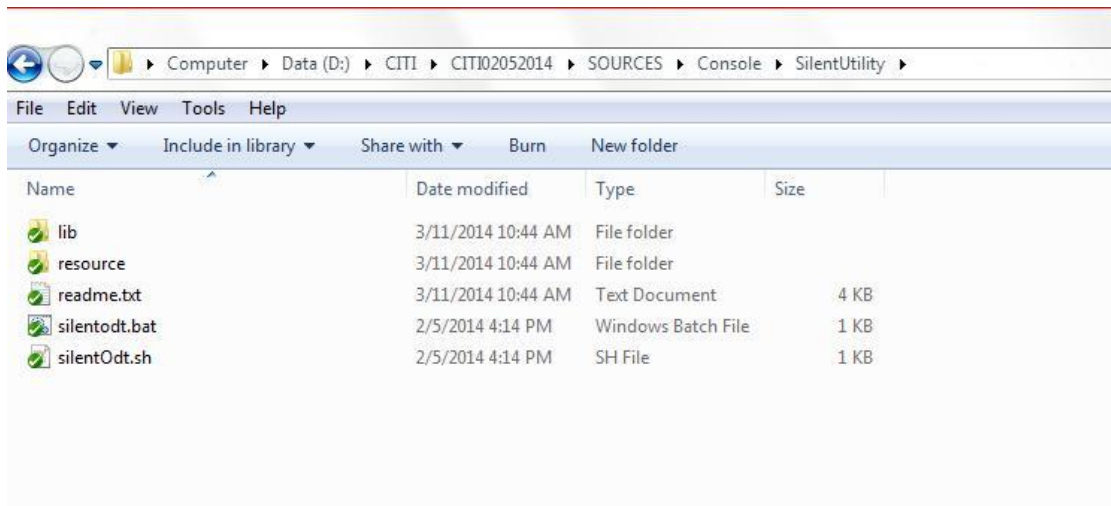 Computer Data (D:) CITI CITI02052014 SOURCES Console SilentUtility
File Edit View Tools Help
Organize Include in library Share with Burn New folder
Name Date modified Type Size
lib 3/11/2014 10:44 AM File folder
resource 3/11/2014 10:44 AM File folder
readme.txt 3/11/2014 10:44 AM Text Document 4 KB
silentodt.bat 2/5/2014 4:14 PM Windows Batch File 1 KB
silentOdt.sh 2/5/2014 4:14 PM SH File 1 KB